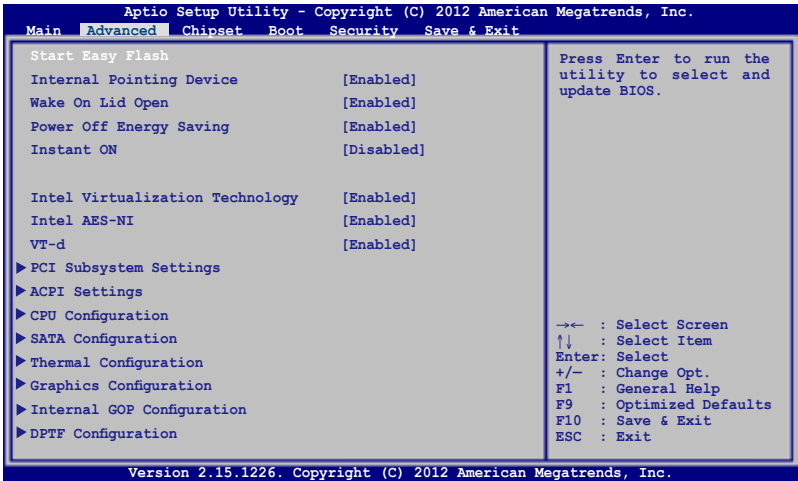 Aptio Setup Utility - Copyright (C) 2012 American Megatrends, Inc.
Main Advanced Chipset Boot Security Save & Exit
Start Easy Flash
Internal Pointing Device [Enabled]
Wake On Lid Open [Enabled]
Power Off Energy Saving [Enabled]
Instant ON [Disabled]
Intel Virtualization Technology [Enabled]
Intel AES-NI [Enabled]
VT-d [Enabled]
PCI Subsystem Settings
ACPI Settings
CPU Configuration
SATA Configuration
Thermal Configuration
Graphics Configuration
Internal GOP Configuration
DPTF Configuration
Press Enter to run the
utility to select and
update BIOS.
→← : Select Screen
↑↓ : Select Item
Enter: Select
+/— : Change Opt.
F1 : General Help
F9 : Optimized Defaults
F10 : Save & Exit
ESC : Exit
Version 2.15.1226. Copyright (C) 2012 American Megatrends, Inc.